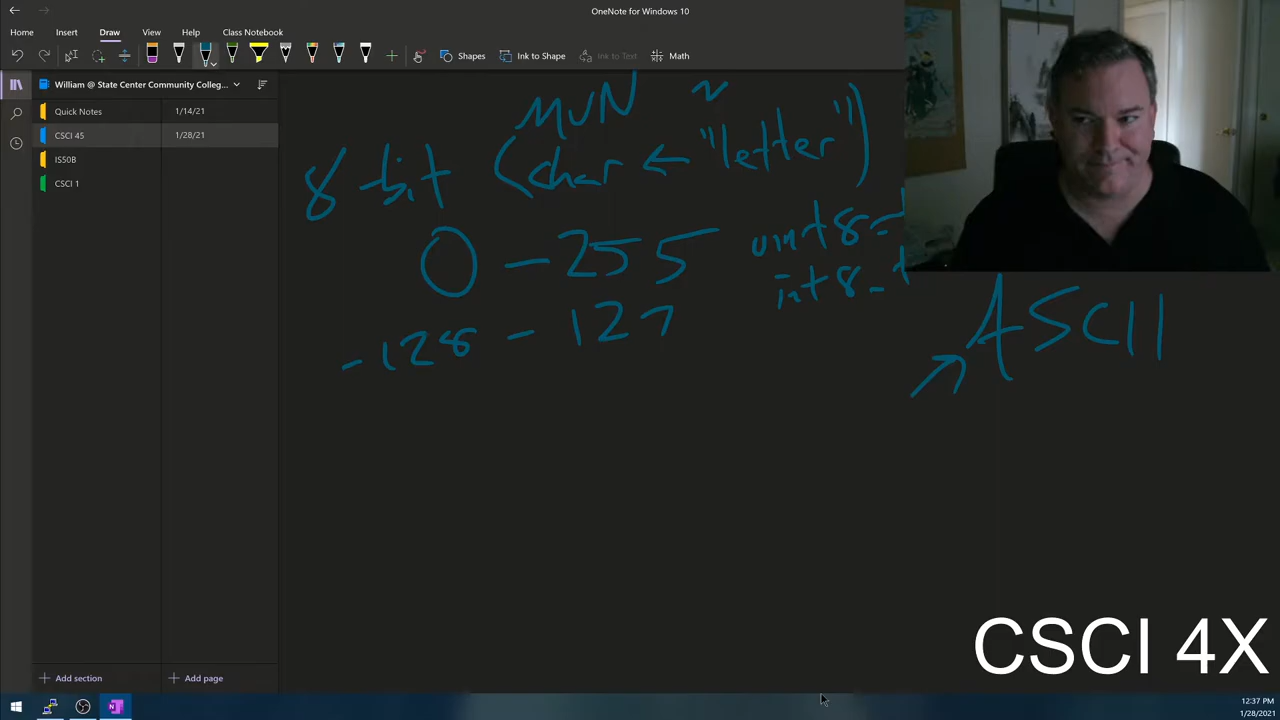 OneNote for Windows 10
Home Insert Draw View Help Class Notebook
Shapes Ink to Shape Ink to Text Math
William @ State Center Community Colleg...
Quick Notes 1/14/21
CSCI 45 1/28/21
IS50B
CSCI 1
MVN ~
8-bit (char ← "letter")
0 - 255 uint8_
-128 - 127 int8_t
ASCII
CSCI 4X
Add section Add page
12:37 PM
1/28/2021